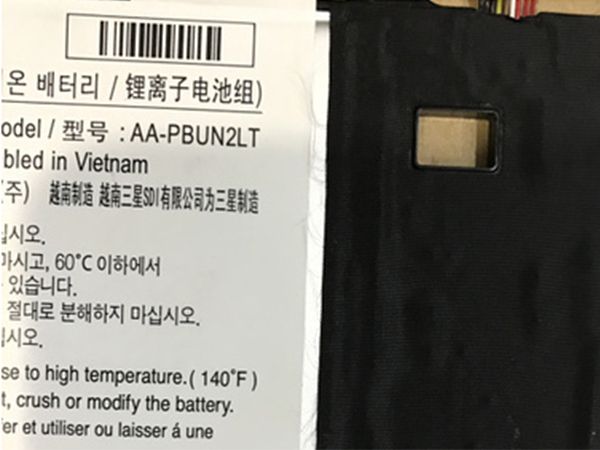 온 배터리 / 锂离子电池组)
odel / 型号 : AA-PBUN2LT
bled in Vietnam
주) 越南制造 越南三星SDI有限公司为三星制造
십시오.
마시고, 60°C 이하에서
있습니다.
절대로 분해하지 마십시오.
십시오.
se to high temperature.( 140°F )
t, crush or modify the battery.
er et utiliser ou laisser á une